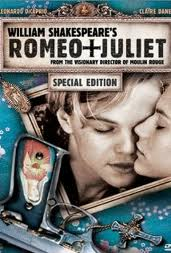 LEONARDO DICAPRIO CLAIRE DANE
WILLIAM SHAKESPEARE'S
ROMEO+JULIET
FROM THE VISIONARY DIRECTOR OF MOULIN ROUGE
SPECIAL EDITION